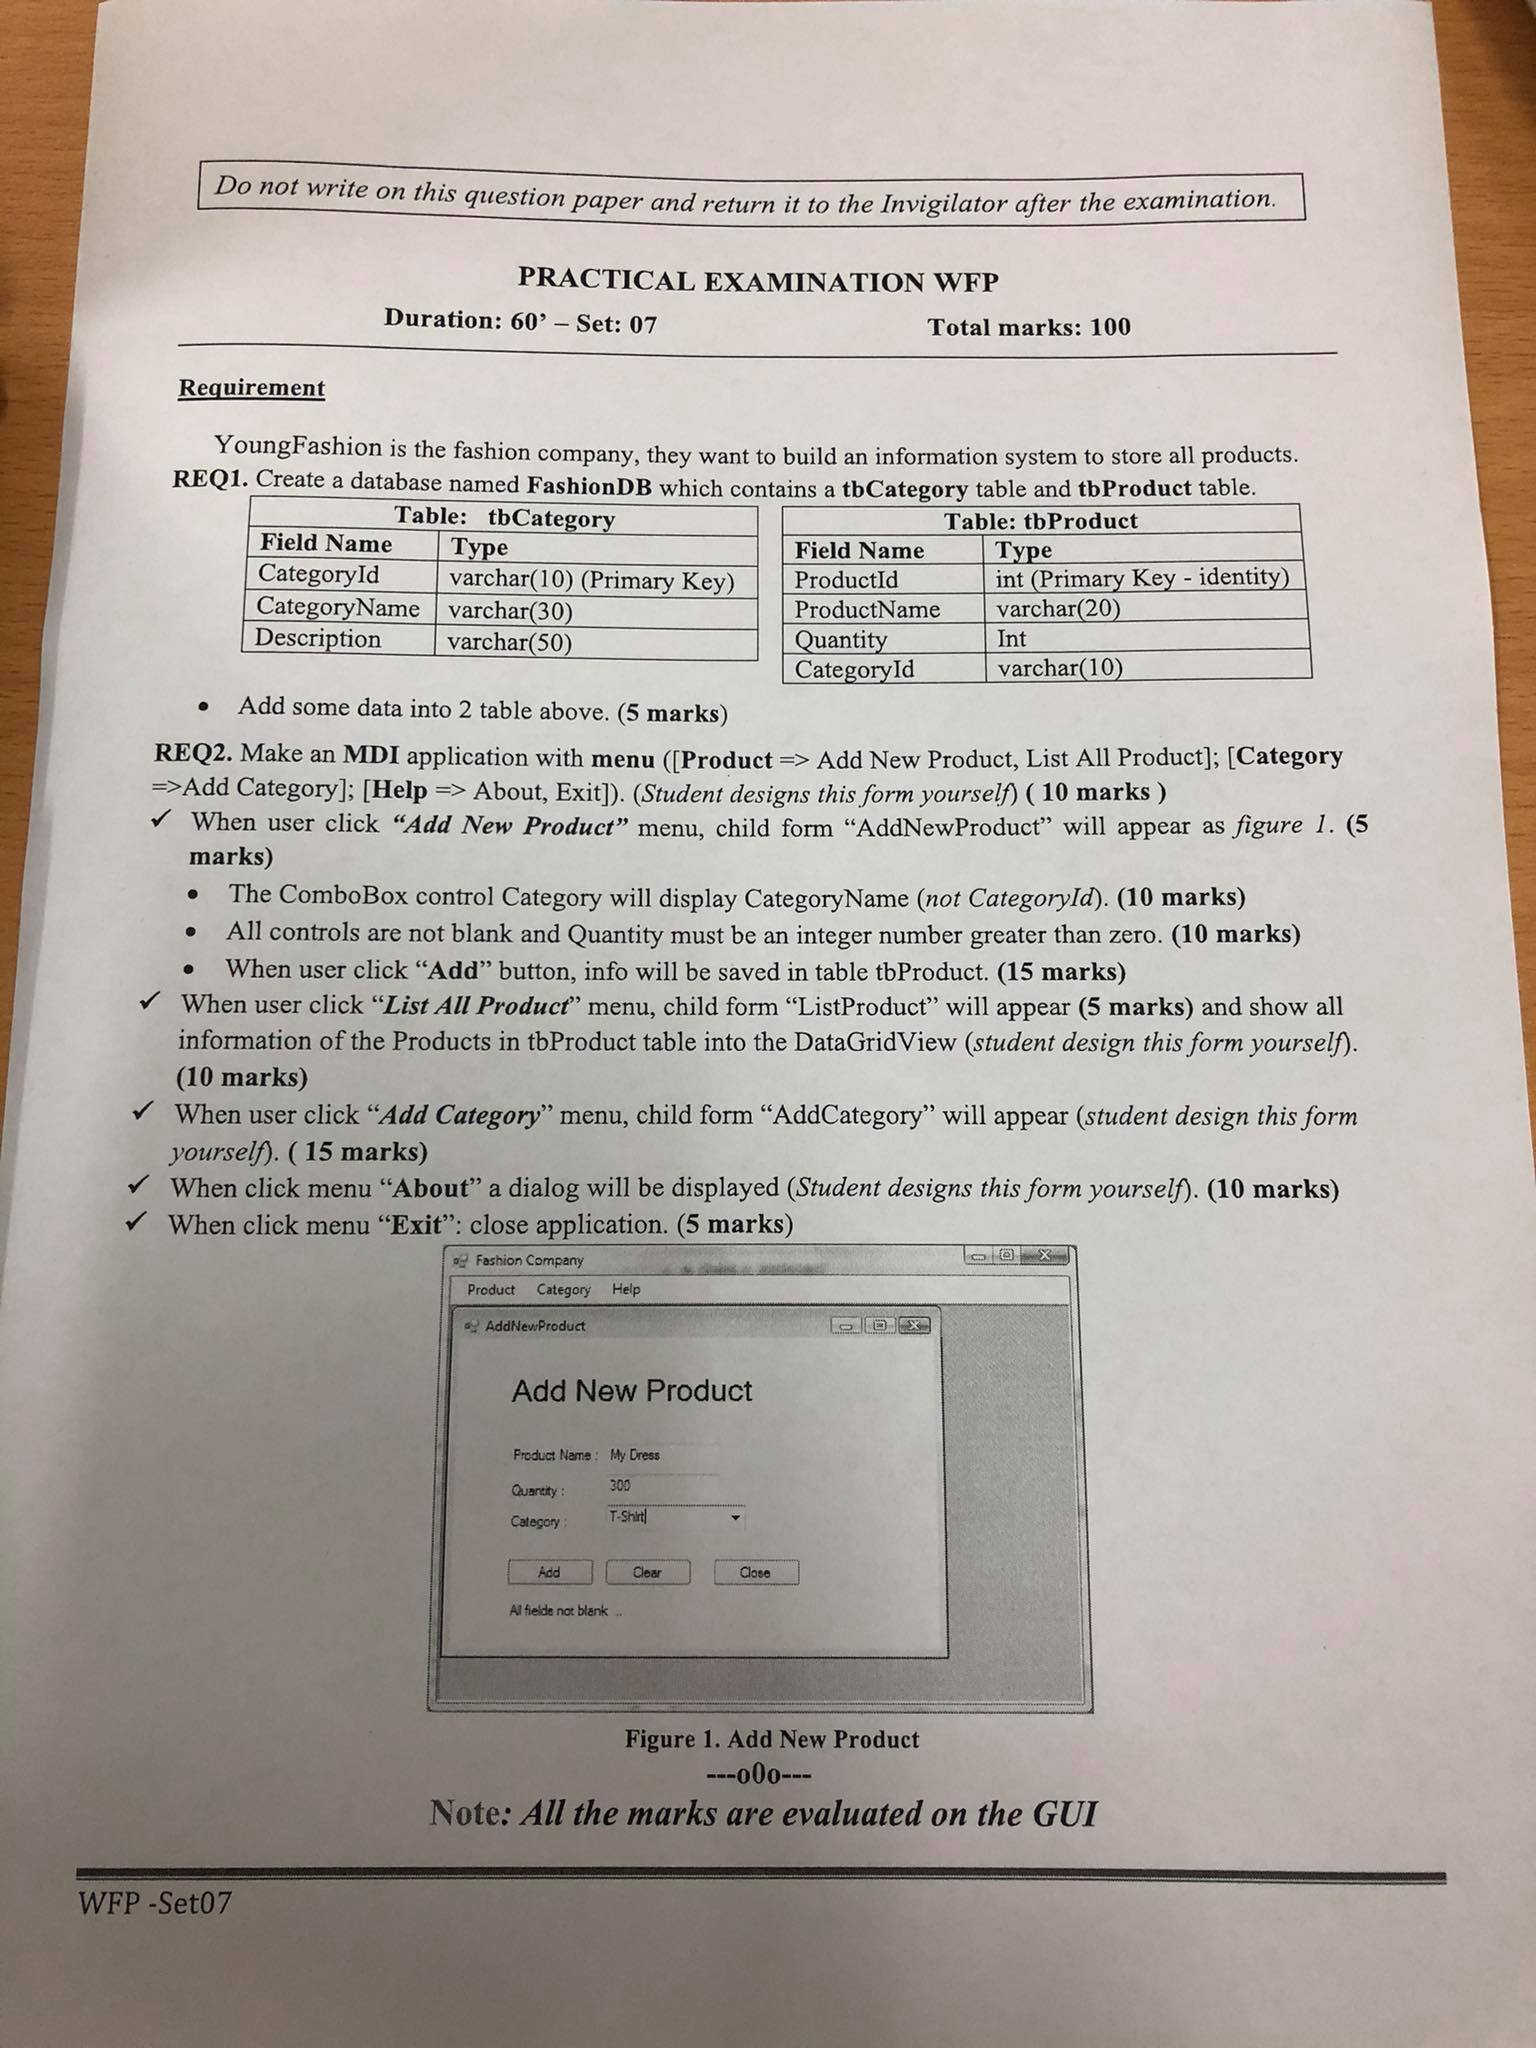 Do not write on this question paper and return it to the Invigilator after the examination.
PRACTICAL EXAMINATION WFP
Duration: 60’ – Set: 07 Total marks: 100
Requirement
YoungFashion is the fashion company, they want to build an information system to store all products.
REQ1. Create a database named FashionDB which contains a tbCategory table and tbProduct table.
Table: tbCategory
Field Name Type
CategoryId varchar(10) (Primary Key)
CategoryName varchar(30)
Description varchar(50)
Table: tbProduct
Field Name Type
ProductId int (Primary Key - identity)
ProductName varchar(20)
Quantity Int
CategoryId varchar(10)
• Add some data into 2 table above. (5 marks)
REQ2. Make an MDI application with menu ([Product => Add New Product, List All Product]; [Category
=>Add Category]; [Help => About, Exit]). (Student designs this form yourself) ( 10 marks )
✓ When user click “Add New Product” menu, child form “AddNewProduct” will appear as figure 1. (5
marks)
• The ComboBox control Category will display CategoryName (not CategoryId). (10 marks)
• All controls are not blank and Quantity must be an integer number greater than zero. (10 marks)
• When user click “Add” button, info will be saved in table tbProduct. (15 marks)
✓ When user click “List All Product” menu, child form “ListProduct” will appear (5 marks) and show all
information of the Products in tbProduct table into the DataGridView (student design this form yourself).
(10 marks)
✓ When user click “Add Category” menu, child form “AddCategory” will appear (student design this form
yourself). ( 15 marks)
✓ When click menu “About” a dialog will be displayed (Student designs this form yourself). (10 marks)
✓ When click menu “Exit”: close application. (5 marks)
Fashion Company
Product Category Help
AddNewProduct
Add New Product
Product Name : My Dress
Quantity : 300
Category : T-Shirt
Add Clear Close
All fields not blank ..
Figure 1. Add New Product
---o0o---
Note: All the marks are evaluated on the GUI
WFP -Set07